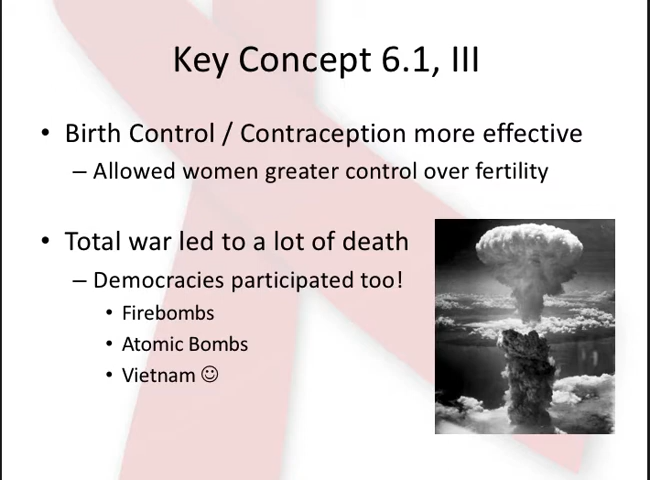 Key Concept 6.1, III
• Birth Control / Contraception more effective
– Allowed women greater control over fertility
• Total war led to a lot of death
– Democracies participated too!
• Firebombs
• Atomic Bombs
• Vietnam ☺